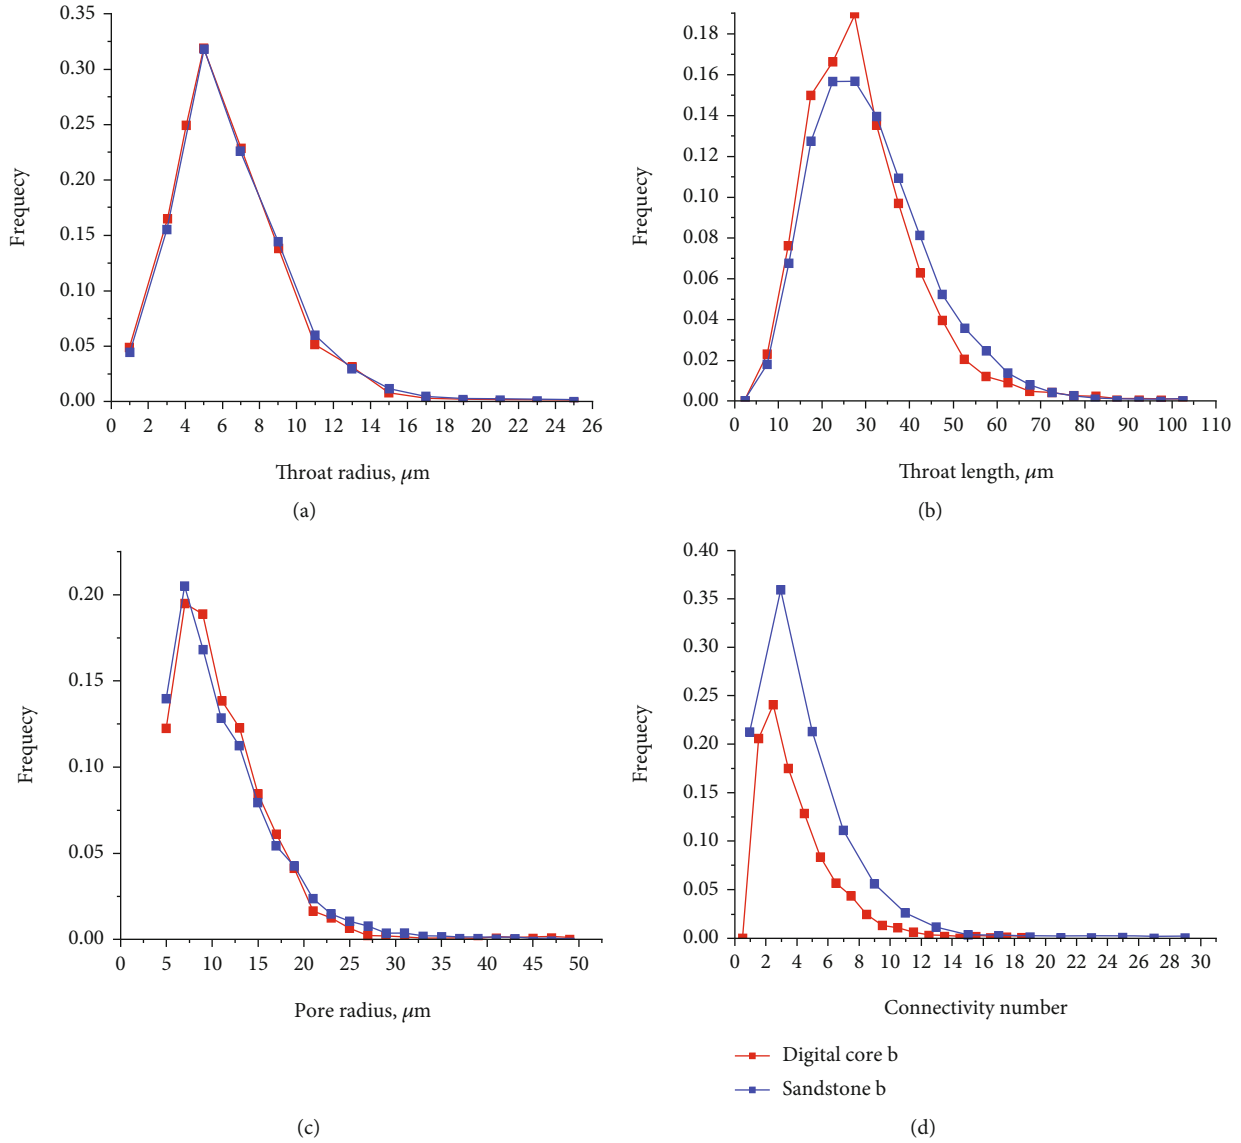 0.35
0.30
0.25
0.20
0.15
0.10
0.05
0.00
Frequecy
0 2 4 6 8 10 12 14 16 18 20 22 24 26
Throat radius, μm
(a)
0.18
0.16
0.14
0.12
0.10
0.08
0.06
0.04
0.02
0.00
Frequecy
0 10 20 30 40 50 60 70 80 90 100 110
Throat length, μm
(b)
0.20
0.15
0.10
0.05
0.00
Frequecy
0 5 10 15 20 25 30 35 40 45 50
Pore radius, μm
(c)
0.40
0.35
0.30
0.25
0.20
0.15
0.10
0.05
0.00
Frequecy
0 2 4 6 8 10 12 14 16 18 20 22 24 26 28 30
Connectivity number
Digital core b
Sandstone b
(d)